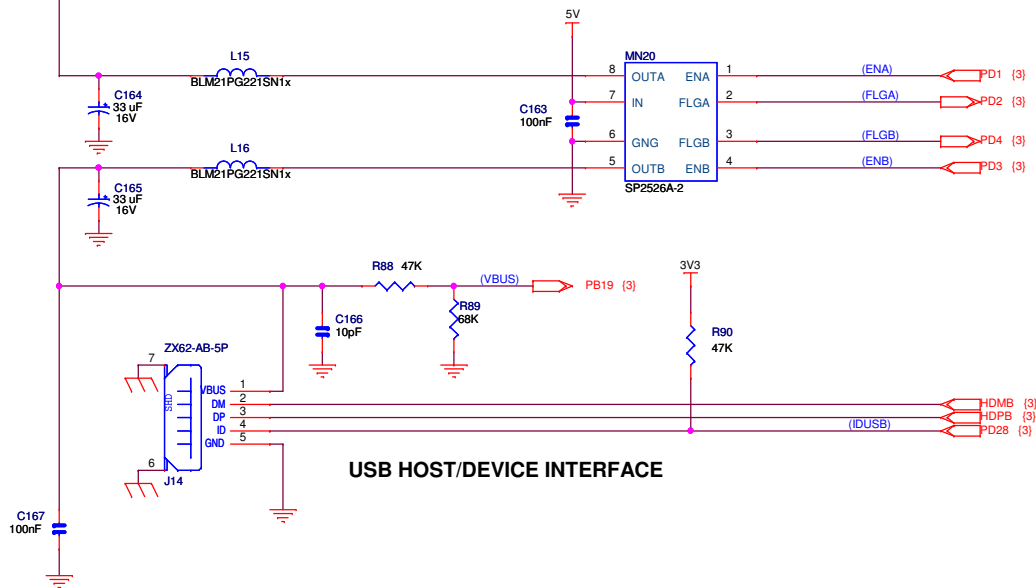 5V
L15
BLM21PG221SN1x
C164
33 uF
16V
C163
100nF
MN20
8 OUTA ENA 1 (ENA) PD1 {3}
7 IN FLGA 2 (FLGA) PD2 {3}
6 GNG FLGB 3 (FLGB) PD4 {3}
5 OUTB ENB 4 (ENB) PD3 {3}
SP2526A-2
L16
BLM21PG221SN1x
C165
33 uF
16V
R88 47K
(VBUS) PB19 {3}
3V3
C166
10pF
R89
68K
R90
47K
ZX62-AB-5P
7
SHD
VBUS 1
DM 2 HDMB {3}
DP 3 HDPB {3}
ID 4 (IDUSB) PD28 {3}
GND 5
6
J14
USB HOST/DEVICE INTERFACE
C167
100nF